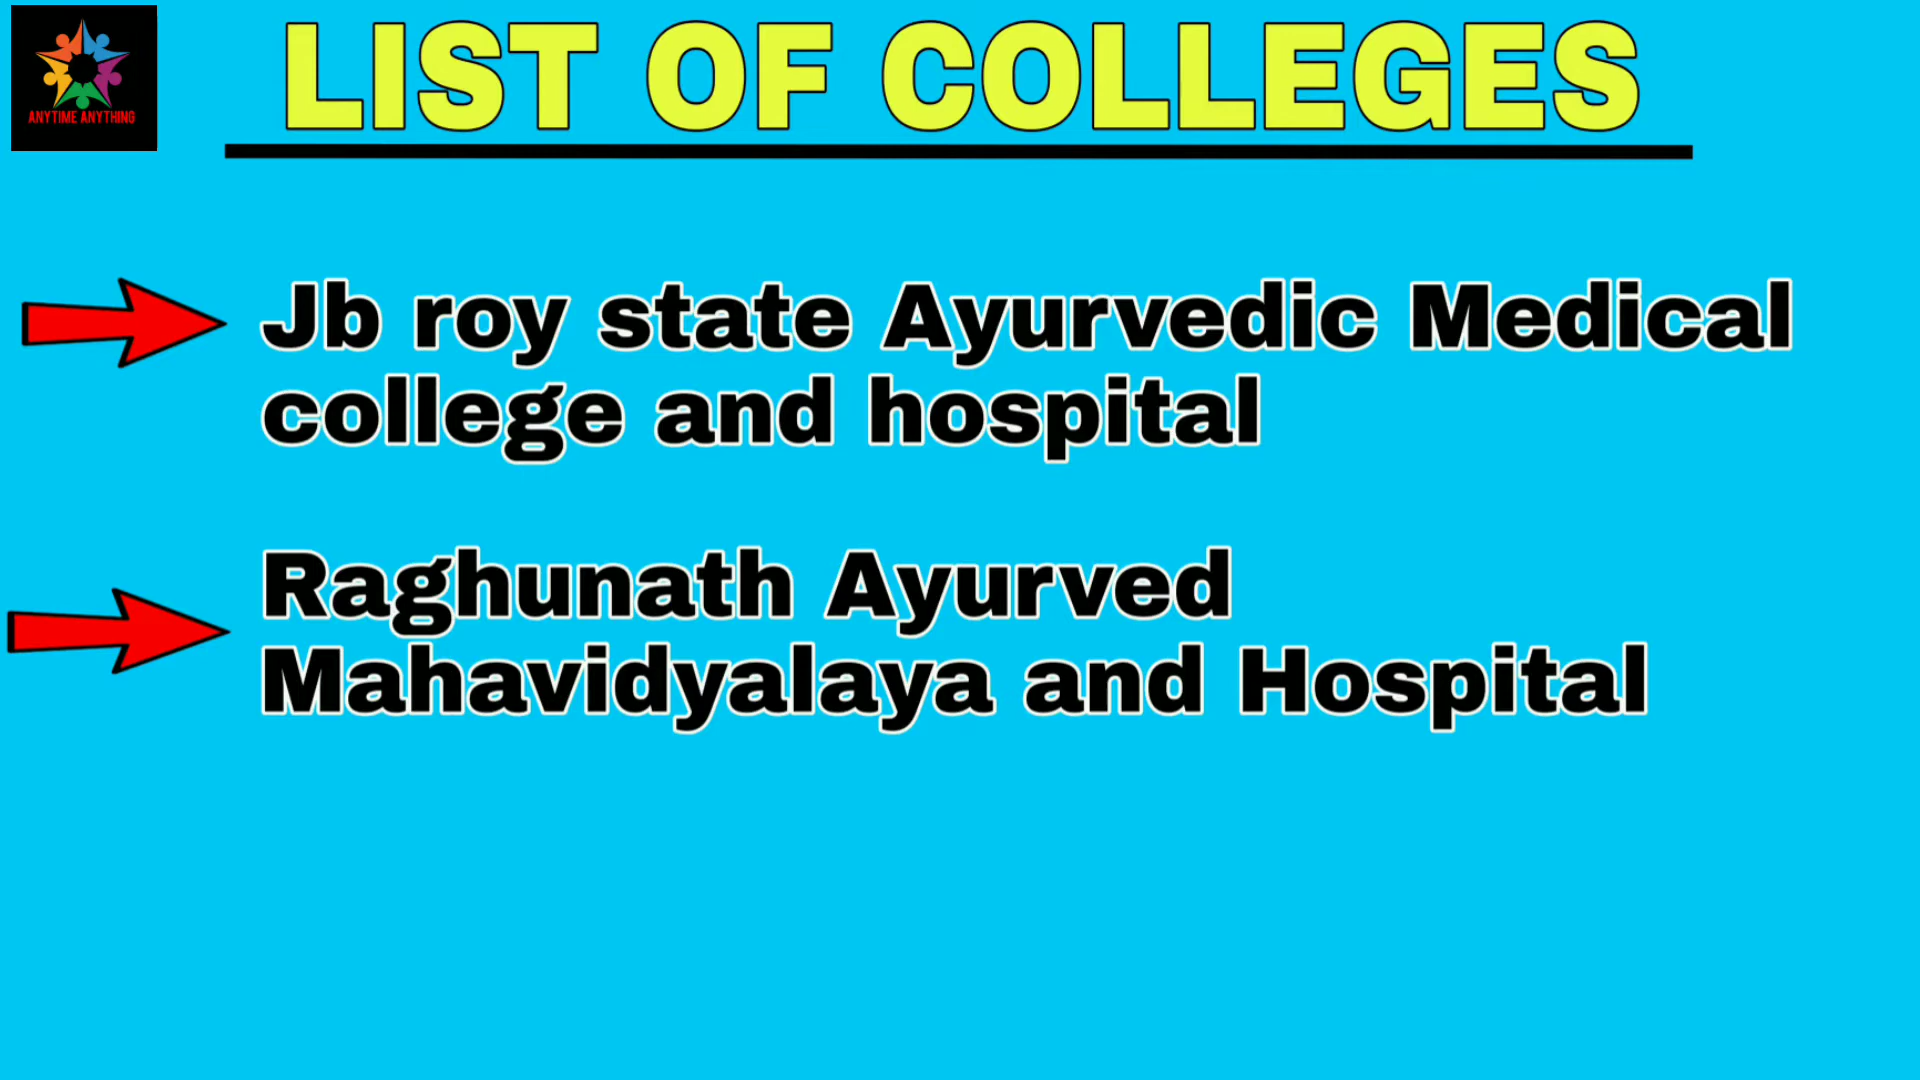 ANYTIME ANYTHING
LIST OF COLLEGES
Jb roy state Ayurvedic Medical
college and hospital
Raghunath Ayurved
Mahavidyalaya and Hospital